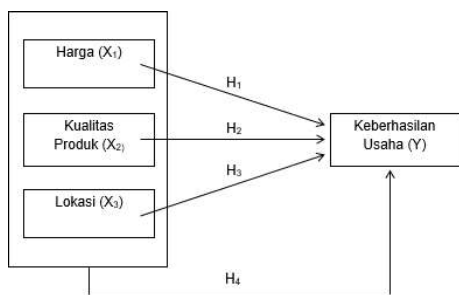 Harga (X₁)
H₁
Kualitas
Produk (X₂)
H₂
Keberhasilan
Usaha (Y)
H₃
Lokasi (X₃)
H₄